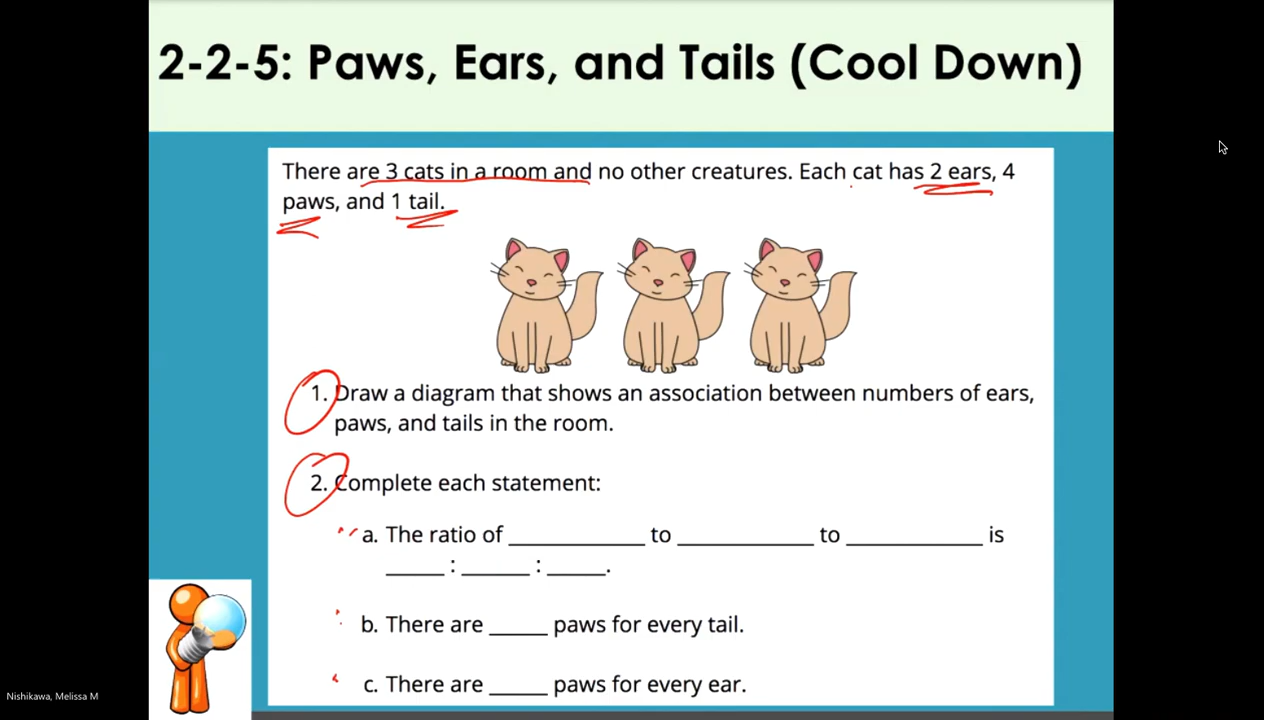 2-2-5: Paws, Ears, and Tails (Cool Down)
There are 3 cats in a room and no other creatures. Each cat has 2 ears, 4
paws, and 1 tail.
1. Draw a diagram that shows an association between numbers of ears,
paws, and tails in the room.
2. Complete each statement:
a. The ratio of ____________ to ____________ to ____________ is
_____ : ______ : _____.
b. There are _____ paws for every tail.
c. There are _____ paws for every ear.
Nishikawa, Melissa M